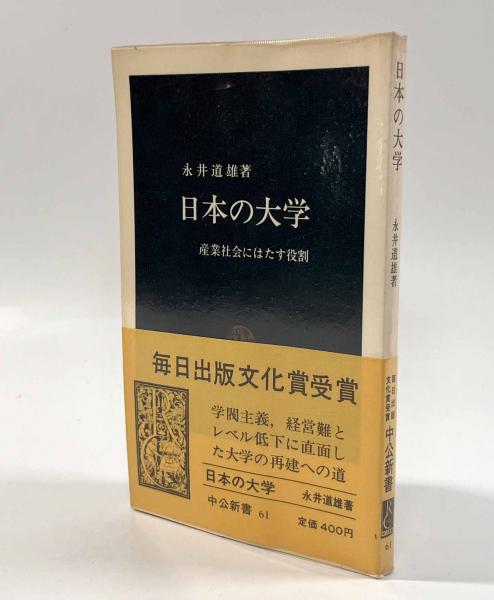 永井道雄著
日本の大学
産業社会にはたす役割
毎日出版文化賞受賞
学閥主義，経営難と
レベル低下に直面し
た大学の再建への道
日本の大学 永井道雄著
中公新書 61 定価400円
日本の大学
永井道雄著
毎日出版
文化賞受賞
中公新書
61